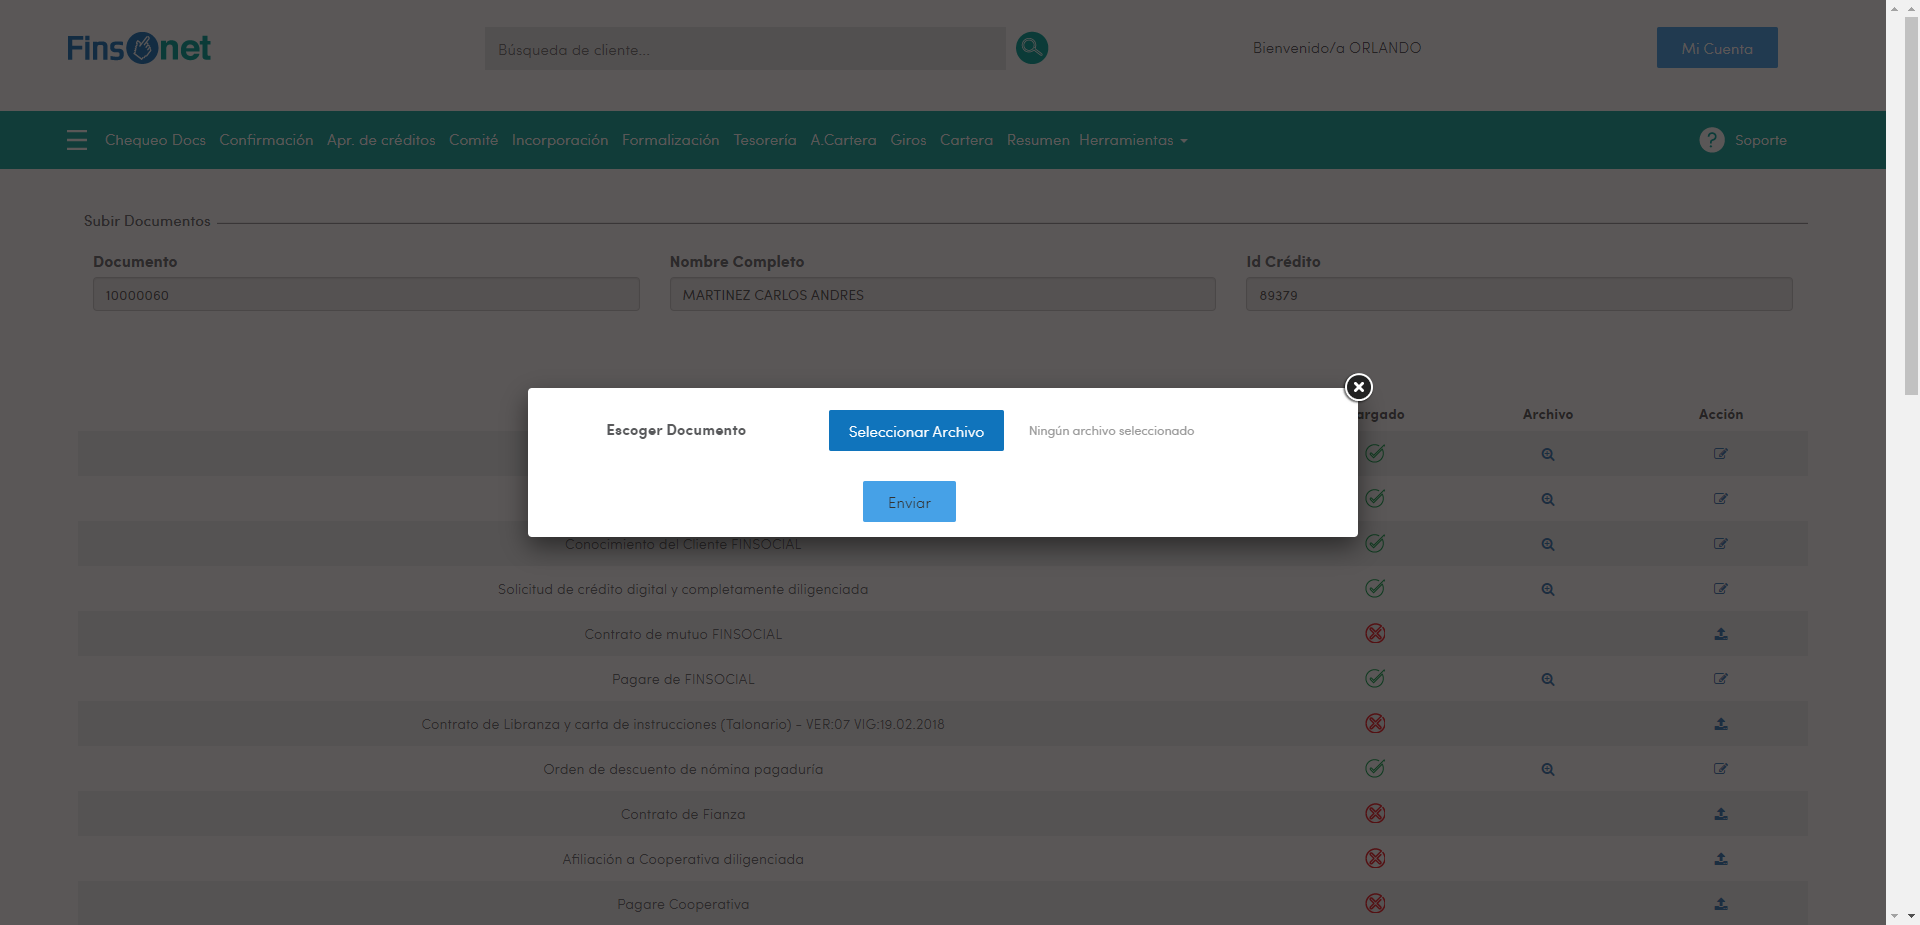 Finsonet
Búsqueda de cliente...
Bienvenido/a ORLANDO
Mi Cuenta
Chequeo Docs Confirmación Apr. de créditos Comité Incorporación Formalización Tesorería A.Cartera Giros Cartera Resumen Herramientas
? Soporte
Subir Documentos
Documento Nombre Completo Id Crédito
10000060 MARTINEZ CARLOS ANDRES 89379
argado Archivo Acción
Escoger Documento Seleccionar Archivo Ningún archivo seleccionado
Enviar
Conocimiento del Cliente FINSOCIAL
Solicitud de crédito digital y completamente diligenciada
Contrato de mutuo FINSOCIAL
Pagare de FINSOCIAL
Contrato de Libranza y carta de instrucciones (Talonario) - VER:07 VIG:19.02.2018
Orden de descuento de nómina pagaduría
Contrato de Fianza
Afiliación a Cooperativa diligenciada
Pagare Cooperativa